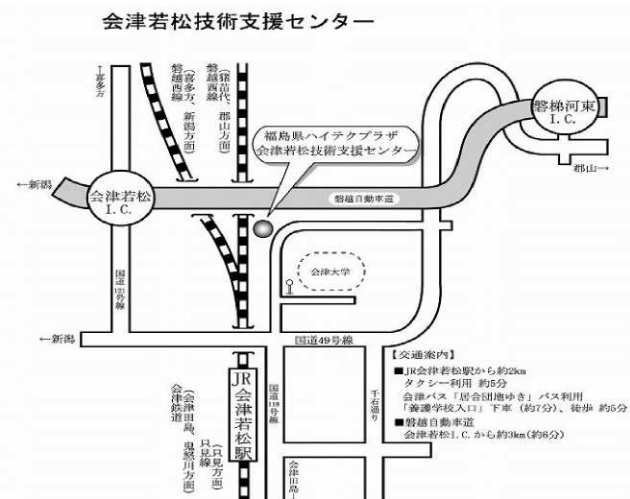 会津若松技術支援センター
↑喜多方
磐越西線
(喜多方、新潟方面)
磐越西線
(猪苗代、郡山方面)
福島県ハイテクプラザ
会津若松技術支援センター
磐梯河東
I.C.
郡山→
←新潟
会津若松
I.C.
磐越自動車道
会津大学
国道121号線
←新潟
国道49号線
JR会津若松駅
国道118号線
千石通り
会津鉄道
(会津田島、鬼怒川方面)
只見線
(只見方面)
会津田島↓
【交通案内】
■JR会津若松駅から約2km
タクシー利用 約5分
会津バス「居合団地ゆき」バス利用
「養護学校入口」下車(約7分)、徒歩 約5分
■磐越自動車道
会津若松I.C.から約3km(約6分)